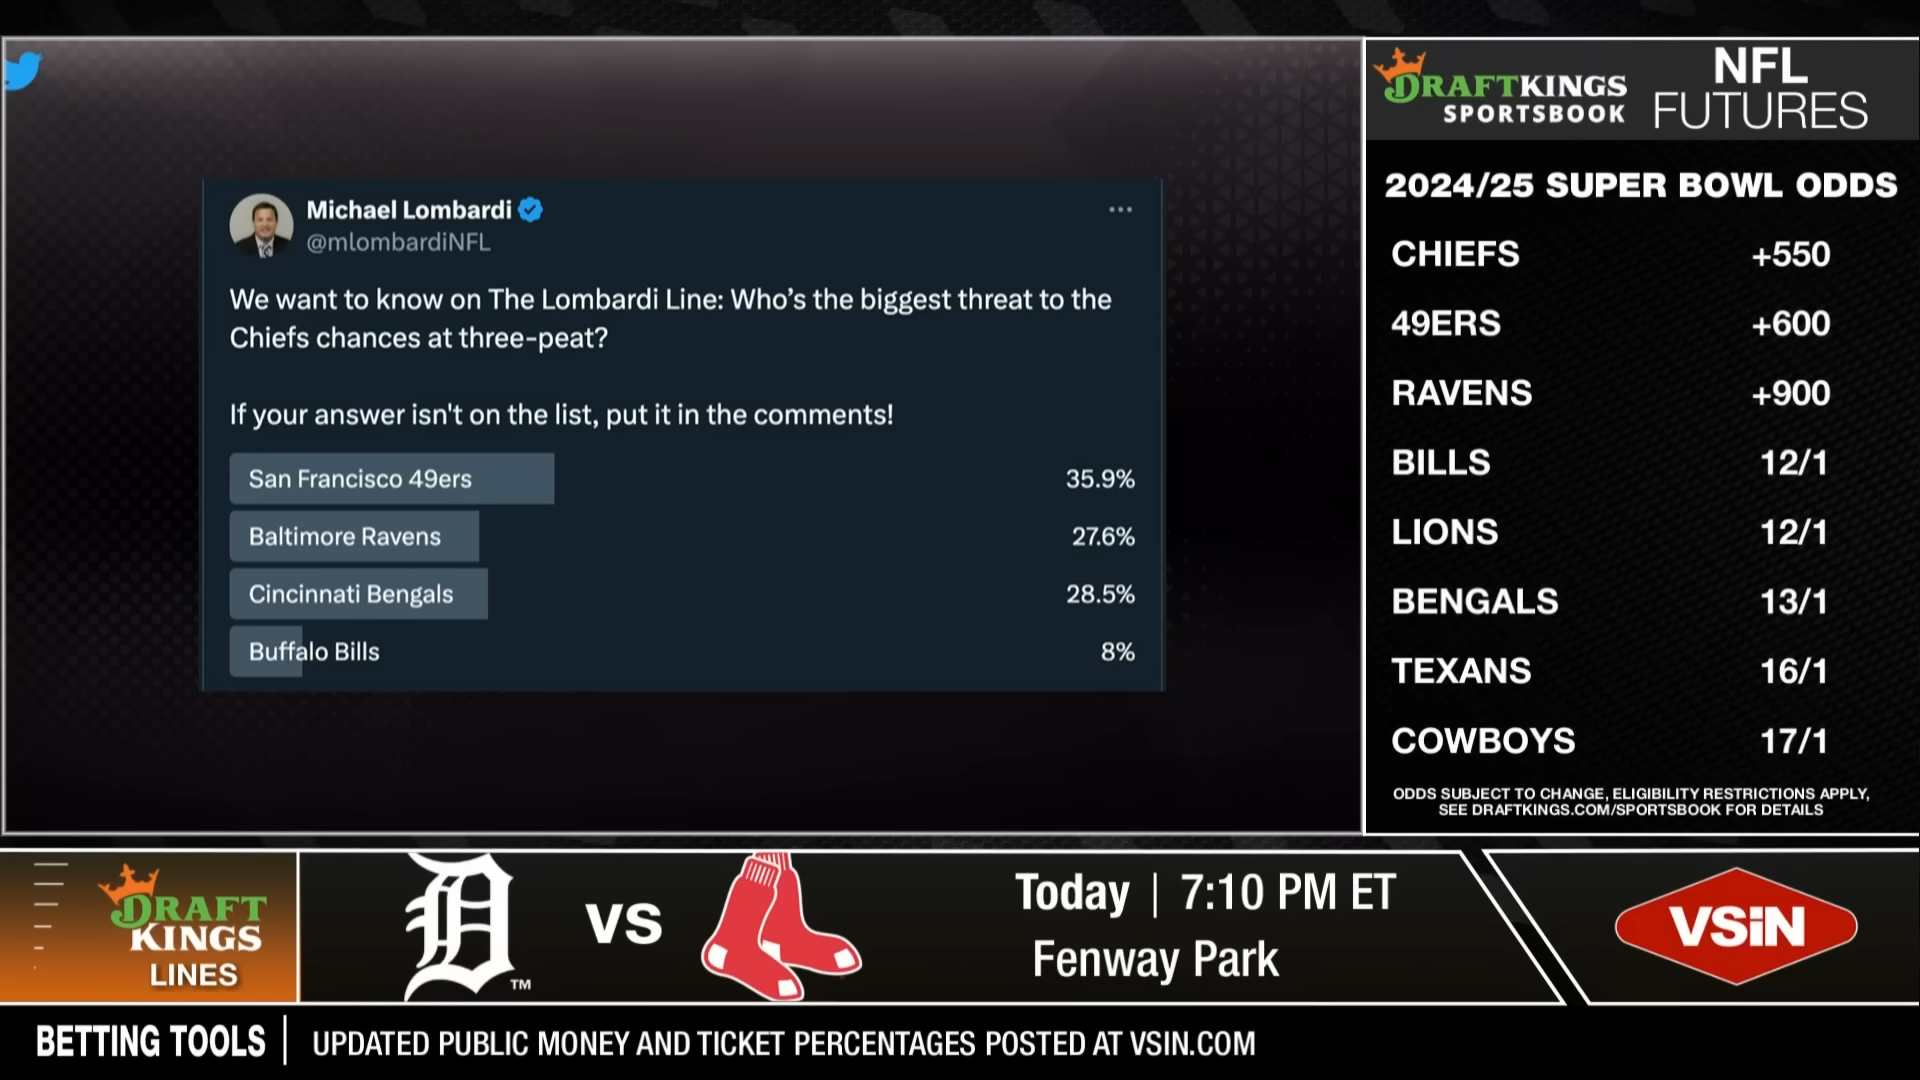 Michael Lombardi
@mlombardiNFL
We want to know on The Lombardi Line: Who’s the biggest threat to the
Chiefs chances at three-peat?
If your answer isn't on the list, put it in the comments!
San Francisco 49ers 35.9%
Baltimore Ravens 27.6%
Cincinnati Bengals 28.5%
Buffalo Bills 8%
DRAFTKINGS
SPORTSBOOK
NFL
FUTURES
2024/25 SUPER BOWL ODDS
CHIEFS +550
49ERS +600
RAVENS +900
BILLS 12/1
LIONS 12/1
BENGALS 13/1
TEXANS 16/1
COWBOYS 17/1
ODDS SUBJECT TO CHANGE, ELIGIBILITY RESTRICTIONS APPLY,
SEE DRAFTKINGS.COM/SPORTSBOOK FOR DETAILS
DRAFT
KINGS
LINES
D TM
VS
Today | 7:10 PM ET
Fenway Park
VSiN
BETTING TOOLS | UPDATED PUBLIC MONEY AND TICKET PERCENTAGES POSTED AT VSIN.COM